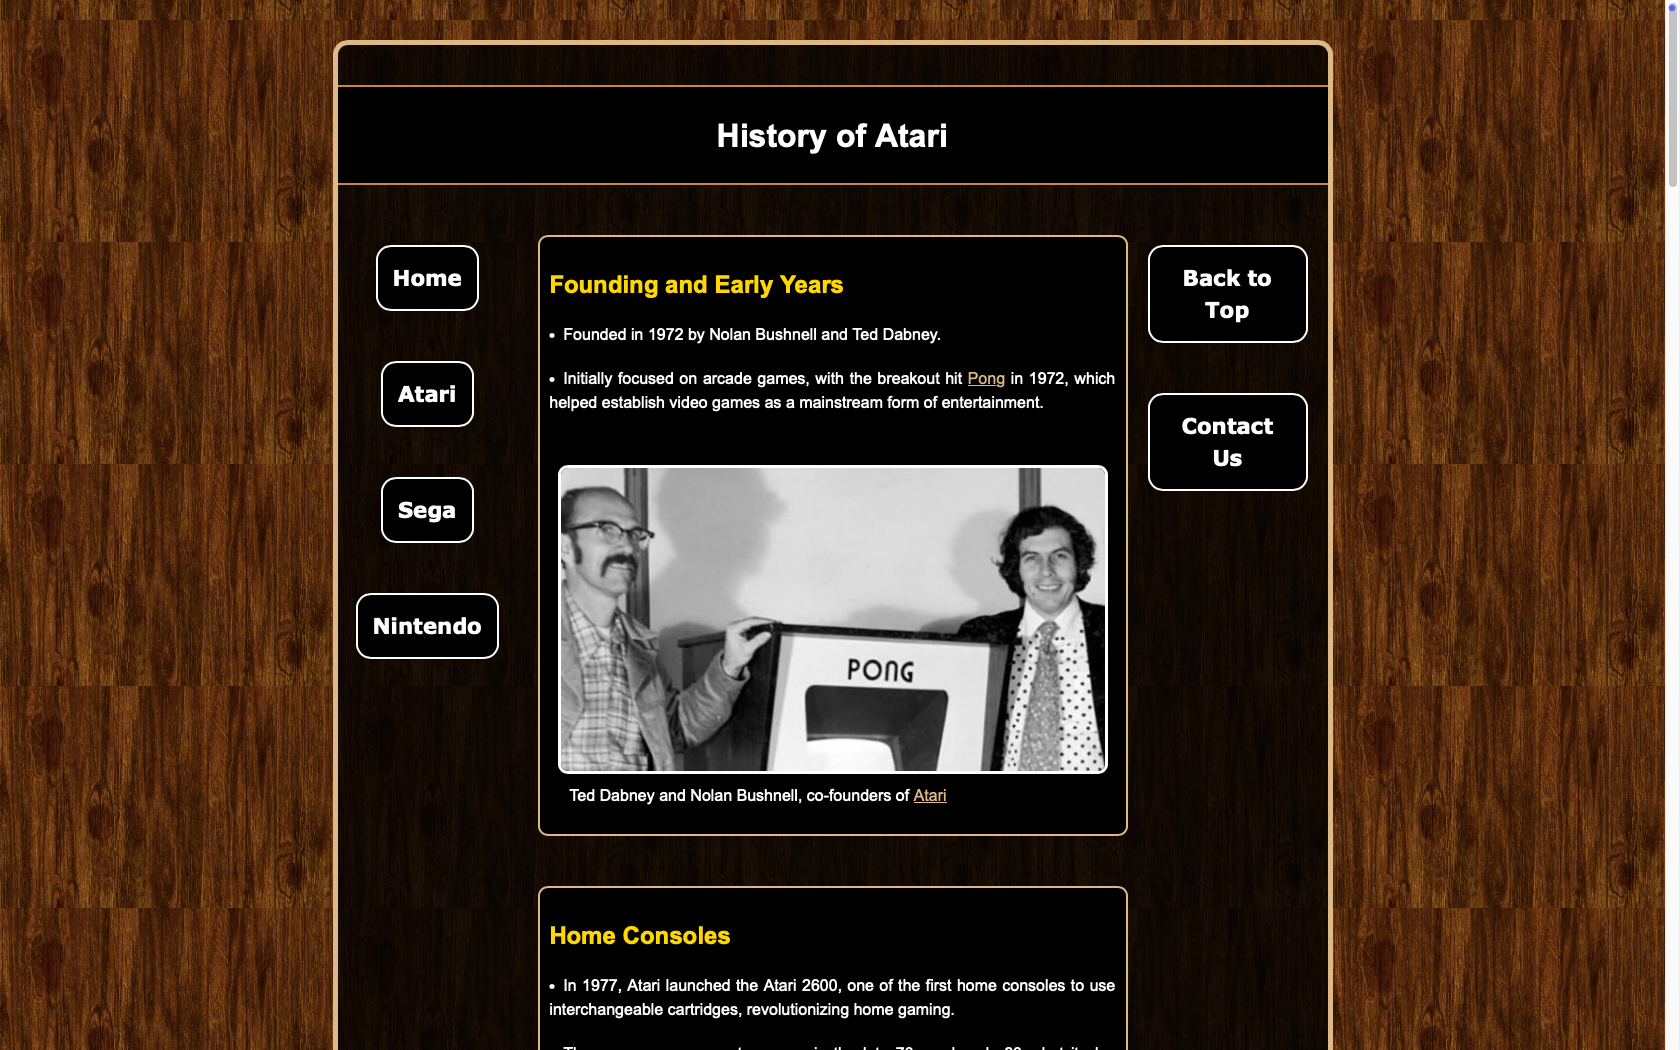 History of Atari
Home
Atari
Sega
Nintendo
Founding and Early Years
• Founded in 1972 by Nolan Bushnell and Ted Dabney.
• Initially focused on arcade games, with the breakout hit Pong in 1972, which
helped establish video games as a mainstream form of entertainment.
PONG
Ted Dabney and Nolan Bushnell, co-founders of Atari
Home Consoles
• In 1977, Atari launched the Atari 2600, one of the first home consoles to use
interchangeable cartridges, revolutionizing home gaming.
Back to
Top
Contact
Us